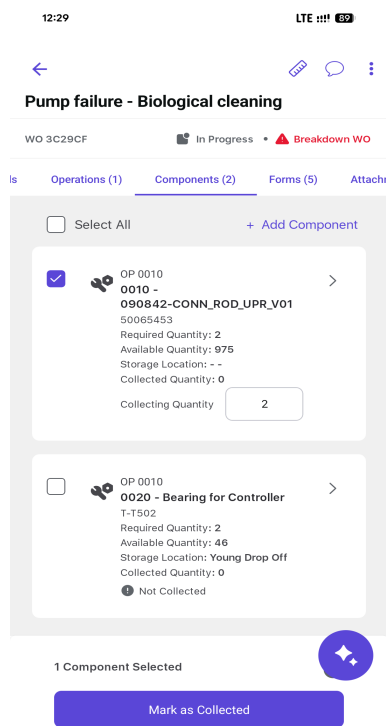 12:29
LTE 89
Pump failure - Biological cleaning
WO 3C29CF
In Progress • Breakdown WO
ls Operations (1) Components (2) Forms (5) Attachr
Select All
+ Add Component
OP 0010
0010 -
090842-CONN_ROD_UPR_V01
50065453
Required Quantity: 2
Available Quantity: 975
Storage Location: - -
Collected Quantity: 0
Collecting Quantity 2
OP 0010
0020 - Bearing for Controller
T-T502
Required Quantity: 2
Available Quantity: 46
Storage Location: Young Drop Off
Collected Quantity: 0
Not Collected
1 Component Selected
Mark as Collected